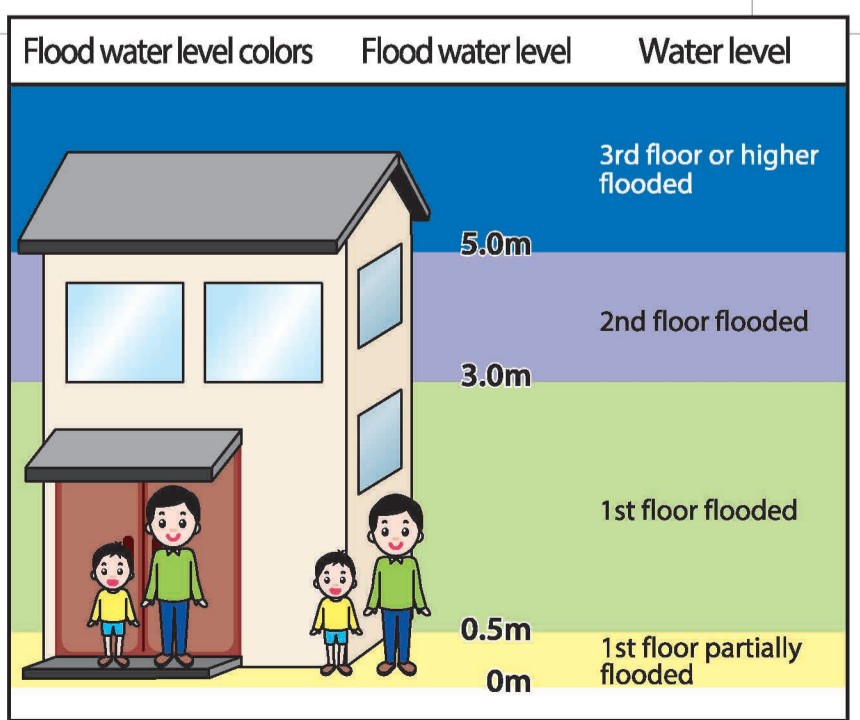 Flood water level colors Flood water level Water level
3rd floor or higher
flooded
5.0m
2nd floor flooded
3.0m
1st floor flooded
0.5m
1st floor partially
flooded
0m